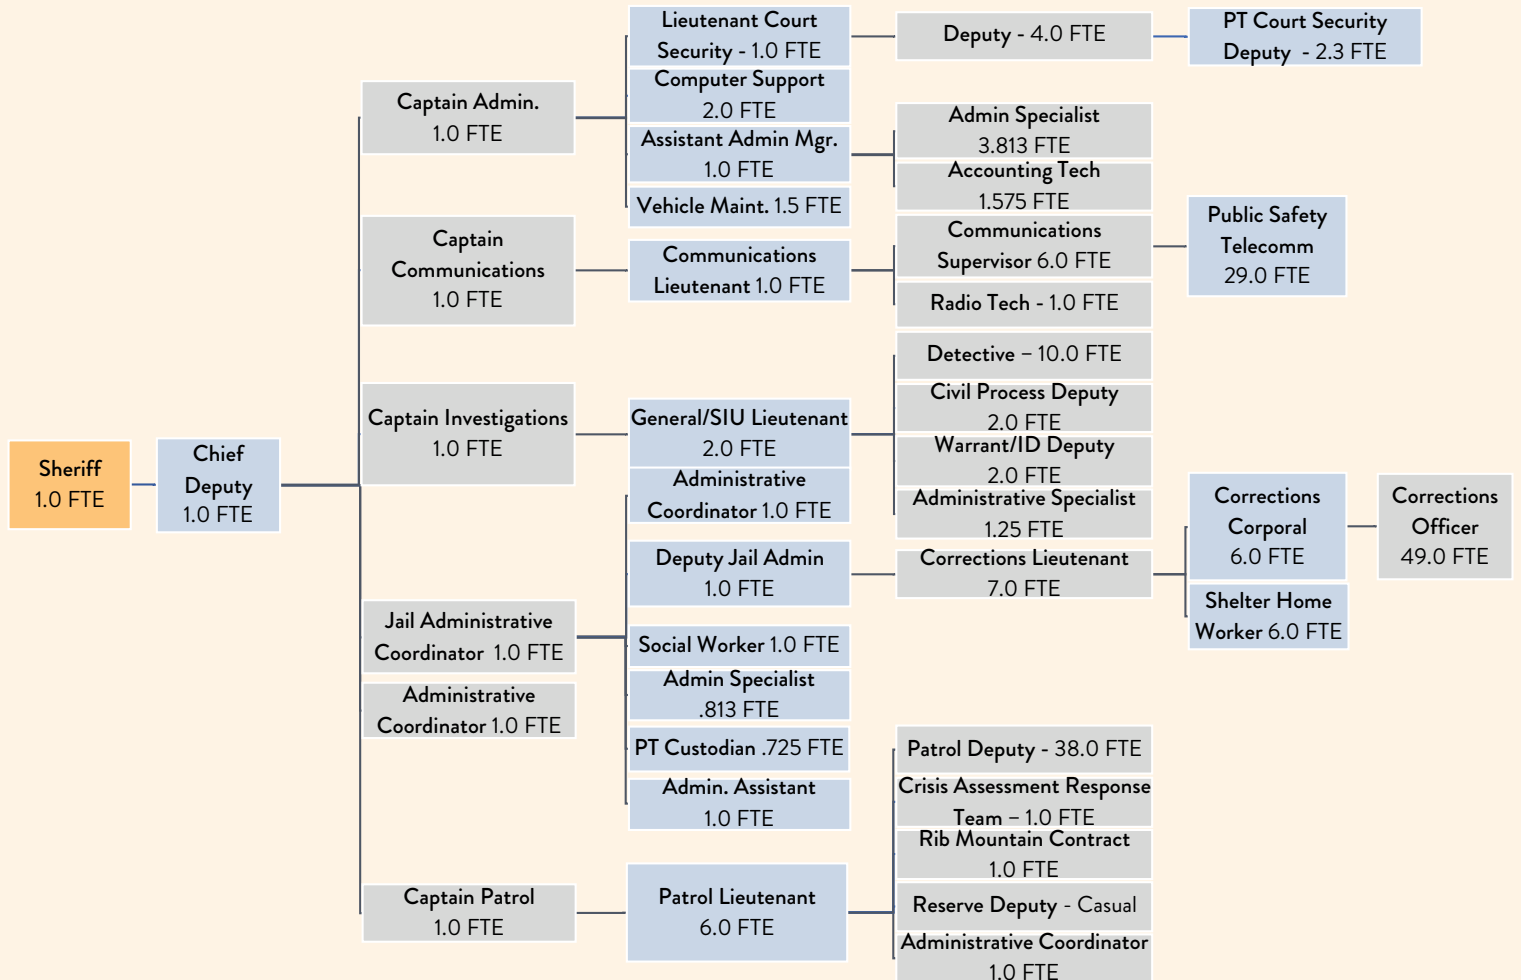 Lieutenant Court
Security - 1.0 FTE
Deputy - 4.0 FTE
PT Court Security
Deputy - 2.3 FTE
Computer Support
2.0 FTE
Captain Admin.
1.0 FTE
Admin Specialist
3.813 FTE
Assistant Admin Mgr.
1.0 FTE
Accounting Tech
1.575 FTE
Vehicle Maint. 1.5 FTE
Captain
Communications
1.0 FTE
Communications
Lieutenant 1.0 FTE
Communications
Supervisor 6.0 FTE
Public Safety
Telecomm
29.0 FTE
Radio Tech - 1.0 FTE
Detective – 10.0 FTE
Captain Investigations
1.0 FTE
General/SIU Lieutenant
2.0 FTE
Civil Process Deputy
2.0 FTE
Warrant/ID Deputy
2.0 FTE
Administrative Specialist
1.25 FTE
Sheriff
1.0 FTE
Chief
Deputy
1.0 FTE
Administrative
Coordinator 1.0 FTE
Deputy Jail Admin
1.0 FTE
Corrections Lieutenant
7.0 FTE
Corrections
Corporal
6.0 FTE
Corrections
Officer
49.0 FTE
Shelter Home
Worker 6.0 FTE
Jail Administrative
Coordinator 1.0 FTE
Social Worker 1.0 FTE
Admin Specialist
.813 FTE
Administrative
Coordinator 1.0 FTE
PT Custodian .725 FTE
Admin. Assistant
1.0 FTE
Patrol Deputy - 38.0 FTE
Crisis Assessment Response
Team – 1.0 FTE
Rib Mountain Contract
1.0 FTE
Captain Patrol
1.0 FTE
Patrol Lieutenant
6.0 FTE
Reserve Deputy - Casual
Administrative Coordinator
1.0 FTE